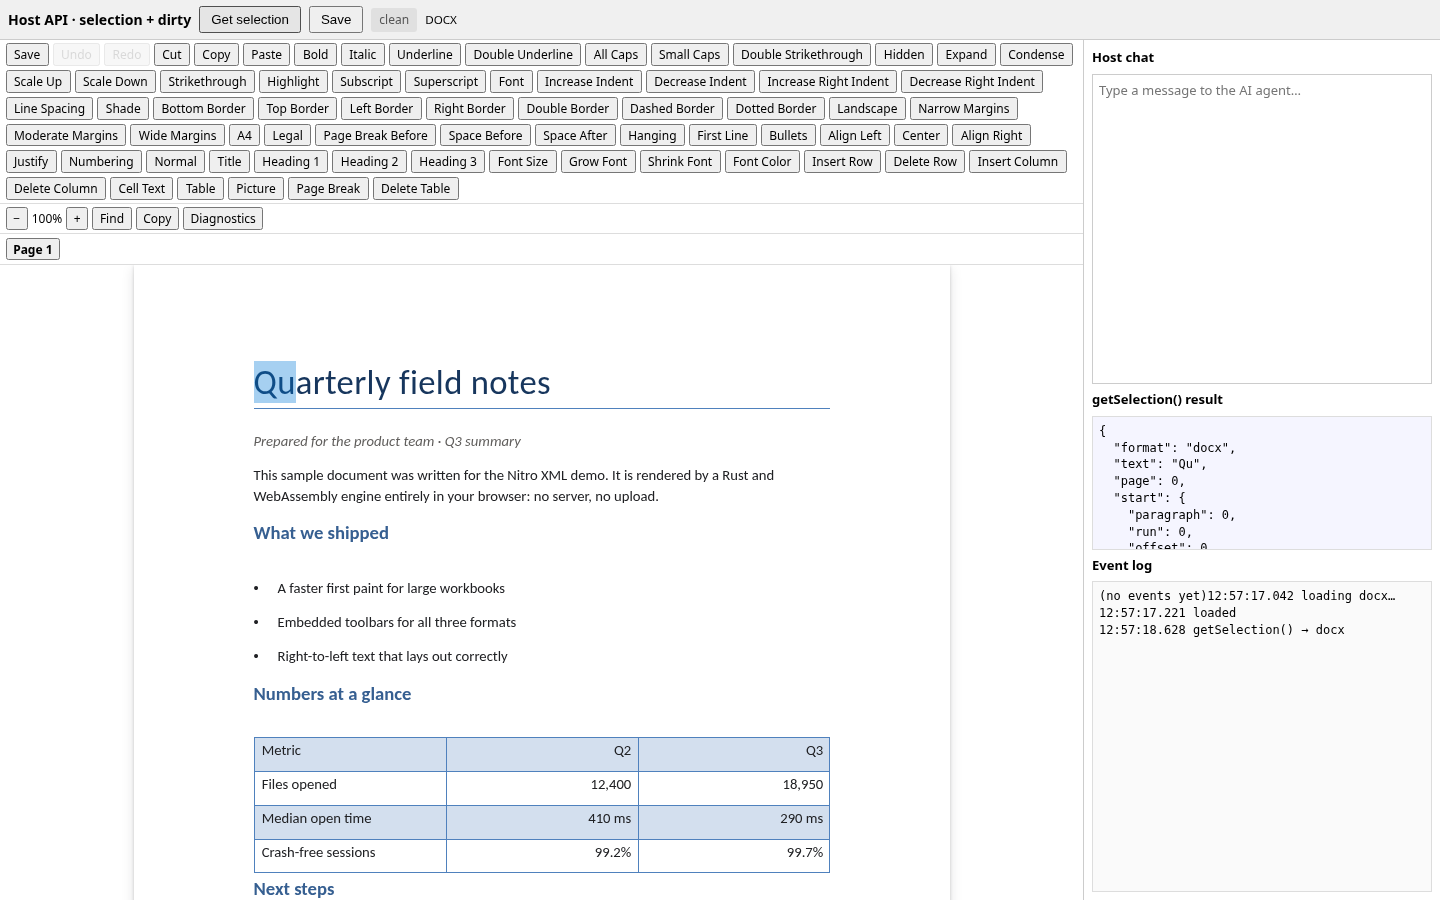 Host API · selection + dirty Get selection Save clean DOCX
Save Undo Redo Cut Copy Paste Bold Italic Underline Double Underline All Caps Small Caps Double Strikethrough Hidden Expand Condense
Scale Up Scale Down Strikethrough Highlight Subscript Superscript Font Increase Indent Decrease Indent Increase Right Indent Decrease Right Indent
Line Spacing Shade Bottom Border Top Border Left Border Right Border Double Border Dashed Border Dotted Border Landscape Narrow Margins
Moderate Margins Wide Margins A4 Legal Page Break Before Space Before Space After Hanging First Line Bullets Align Left Center Align Right
Justify Numbering Normal Title Heading 1 Heading 2 Heading 3 Font Size Grow Font Shrink Font Font Color Insert Row Delete Row Insert Column
Delete Column Cell Text Table Picture Page Break Delete Table
− 100% + Find Copy Diagnostics
Page 1
Quarterly field notes
Prepared for the product team · Q3 summary
This sample document was written for the Nitro XML demo. It is rendered by a Rust and
WebAssembly engine entirely in your browser: no server, no upload.
What we shipped
• A faster first paint for large workbooks
• Embedded toolbars for all three formats
• Right-to-left text that lays out correctly
Numbers at a glance
Metric Q2 Q3
Files opened 12,400 18,950
Median open time 410 ms 290 ms
Crash-free sessions 99.2% 99.7%
Next steps
Host chat
Type a message to the AI agent...
getSelection() result
{
"format": "docx",
"text": "Qu",
"page": 0,
"start": {
"paragraph": 0,
"run": 0,
"offset": 0
Event log
(no events yet)12:57:17.042 loading docx…
12:57:17.221 loaded
12:57:18.628 getSelection() → docx